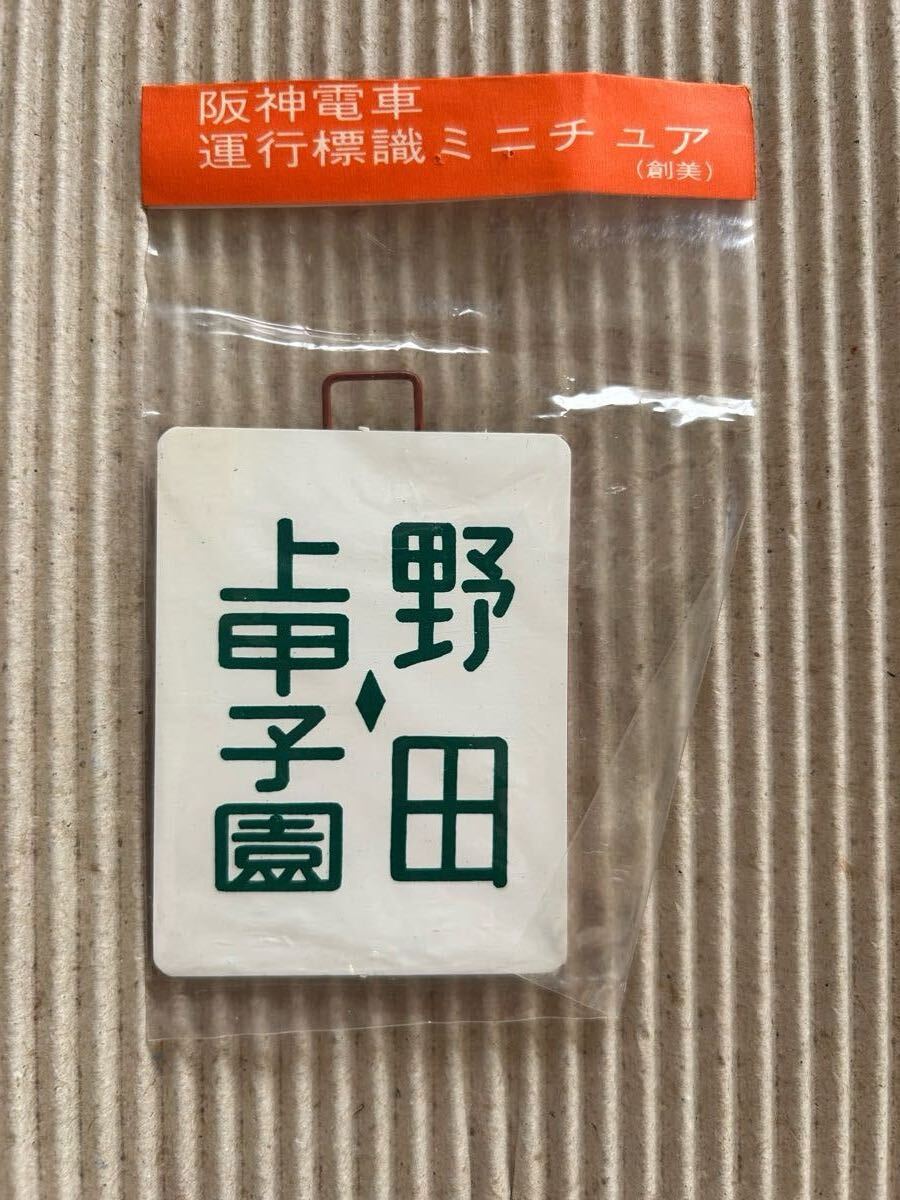 阪神電車
運行標識ミニチュア
(創美)
野田
上甲子園